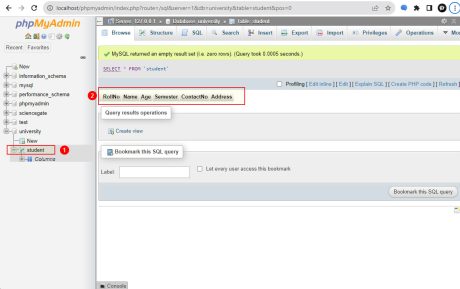 localhost/phpmyadmin/index.php?route=/sql&server=1&db=university&table=student&pos=0
phpMyAdmin
Server: 127.0.0.1 » Database: university » Table: student
Browse Structure SQL Search Insert Export Import Privileges Operations
Recent Favorites
MySQL returned an empty result set (i.e. zero rows). (Query took 0.0005 seconds.)
SELECT * FROM `student`
New
information_schema
mysql
performance_schema
phpmyadmin
sciencegate
test
university
New
student
Columns
1
Profiling [ Edit inline ] [ Edit ] [ Explain SQL ] [ Create PHP code ] [ Refresh ]
2
RollNo Name Age Semester ContactNo Address
Query results operations
Create view
Bookmark this SQL query
Label: Let every user access this bookmark
Bookmark this SQL query
Console